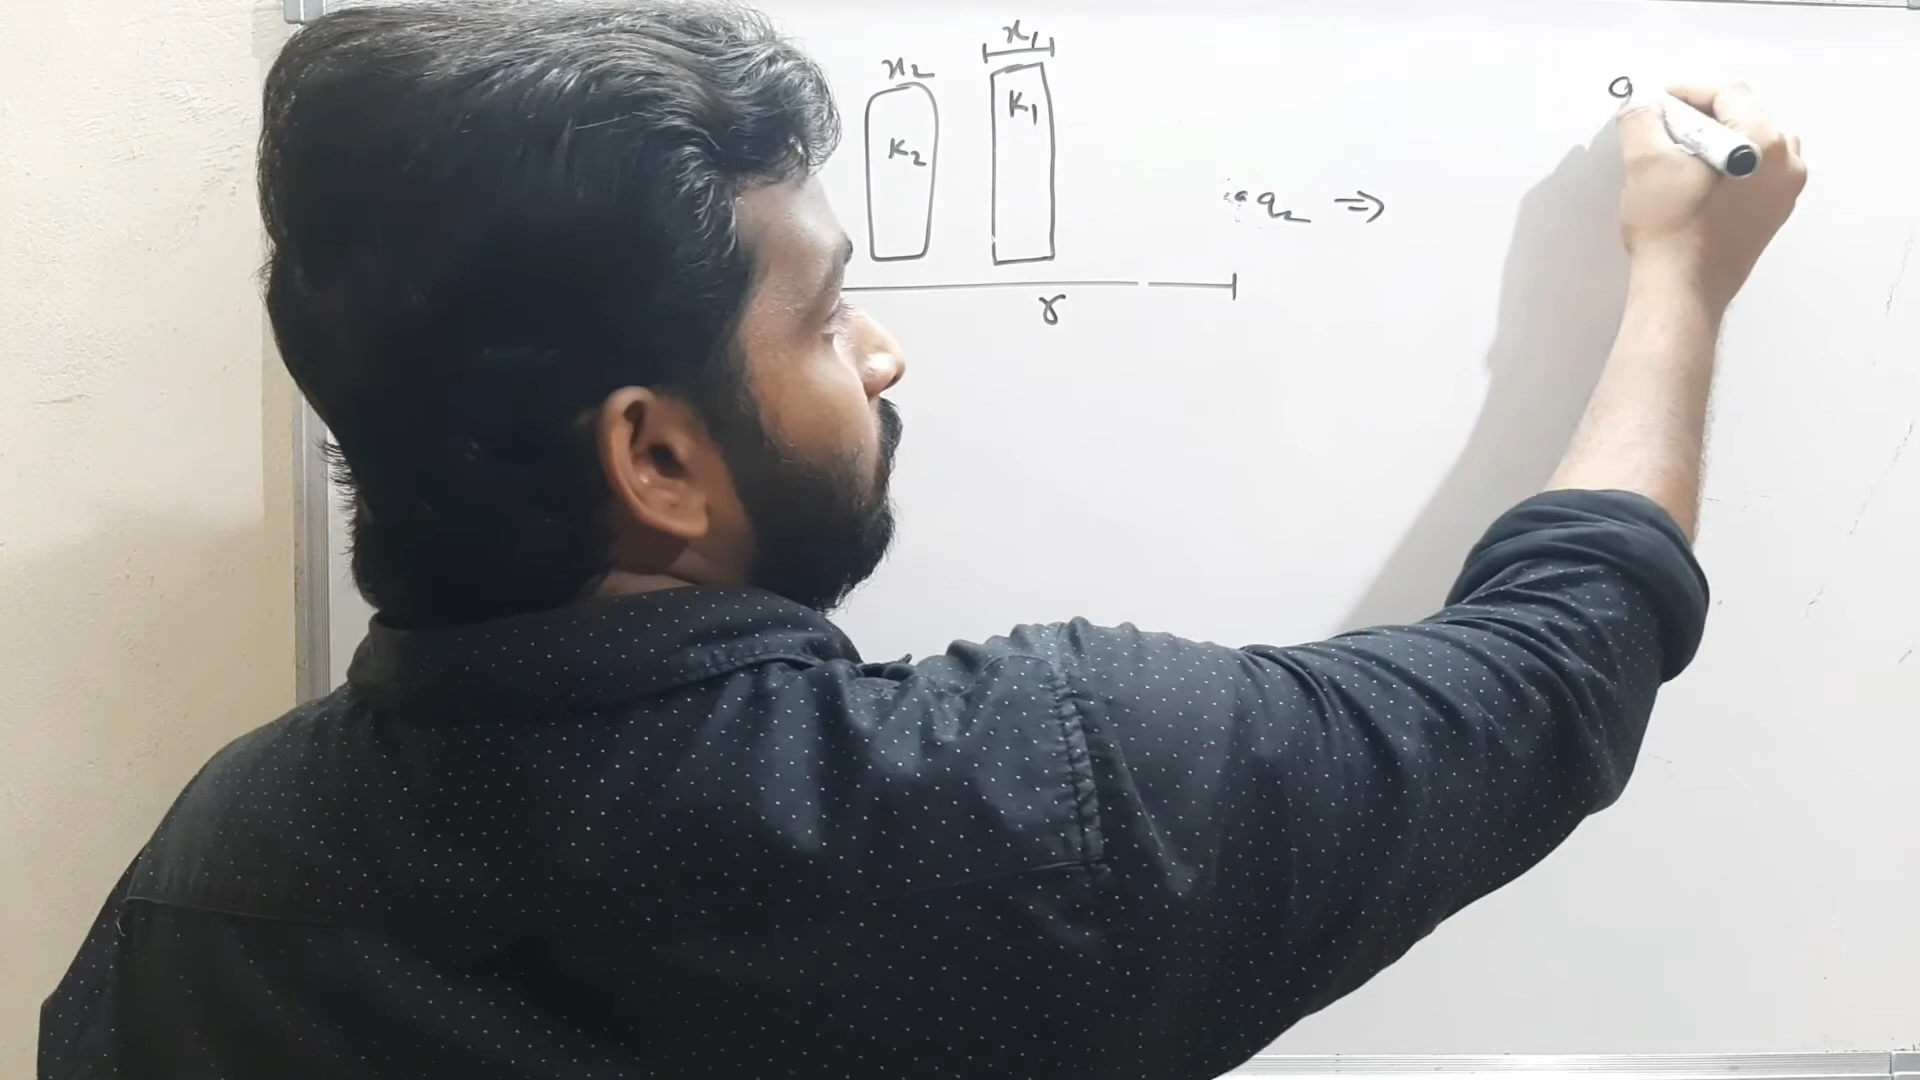 x₁
x₂
K₁
K₂
q₂ ⇒
r